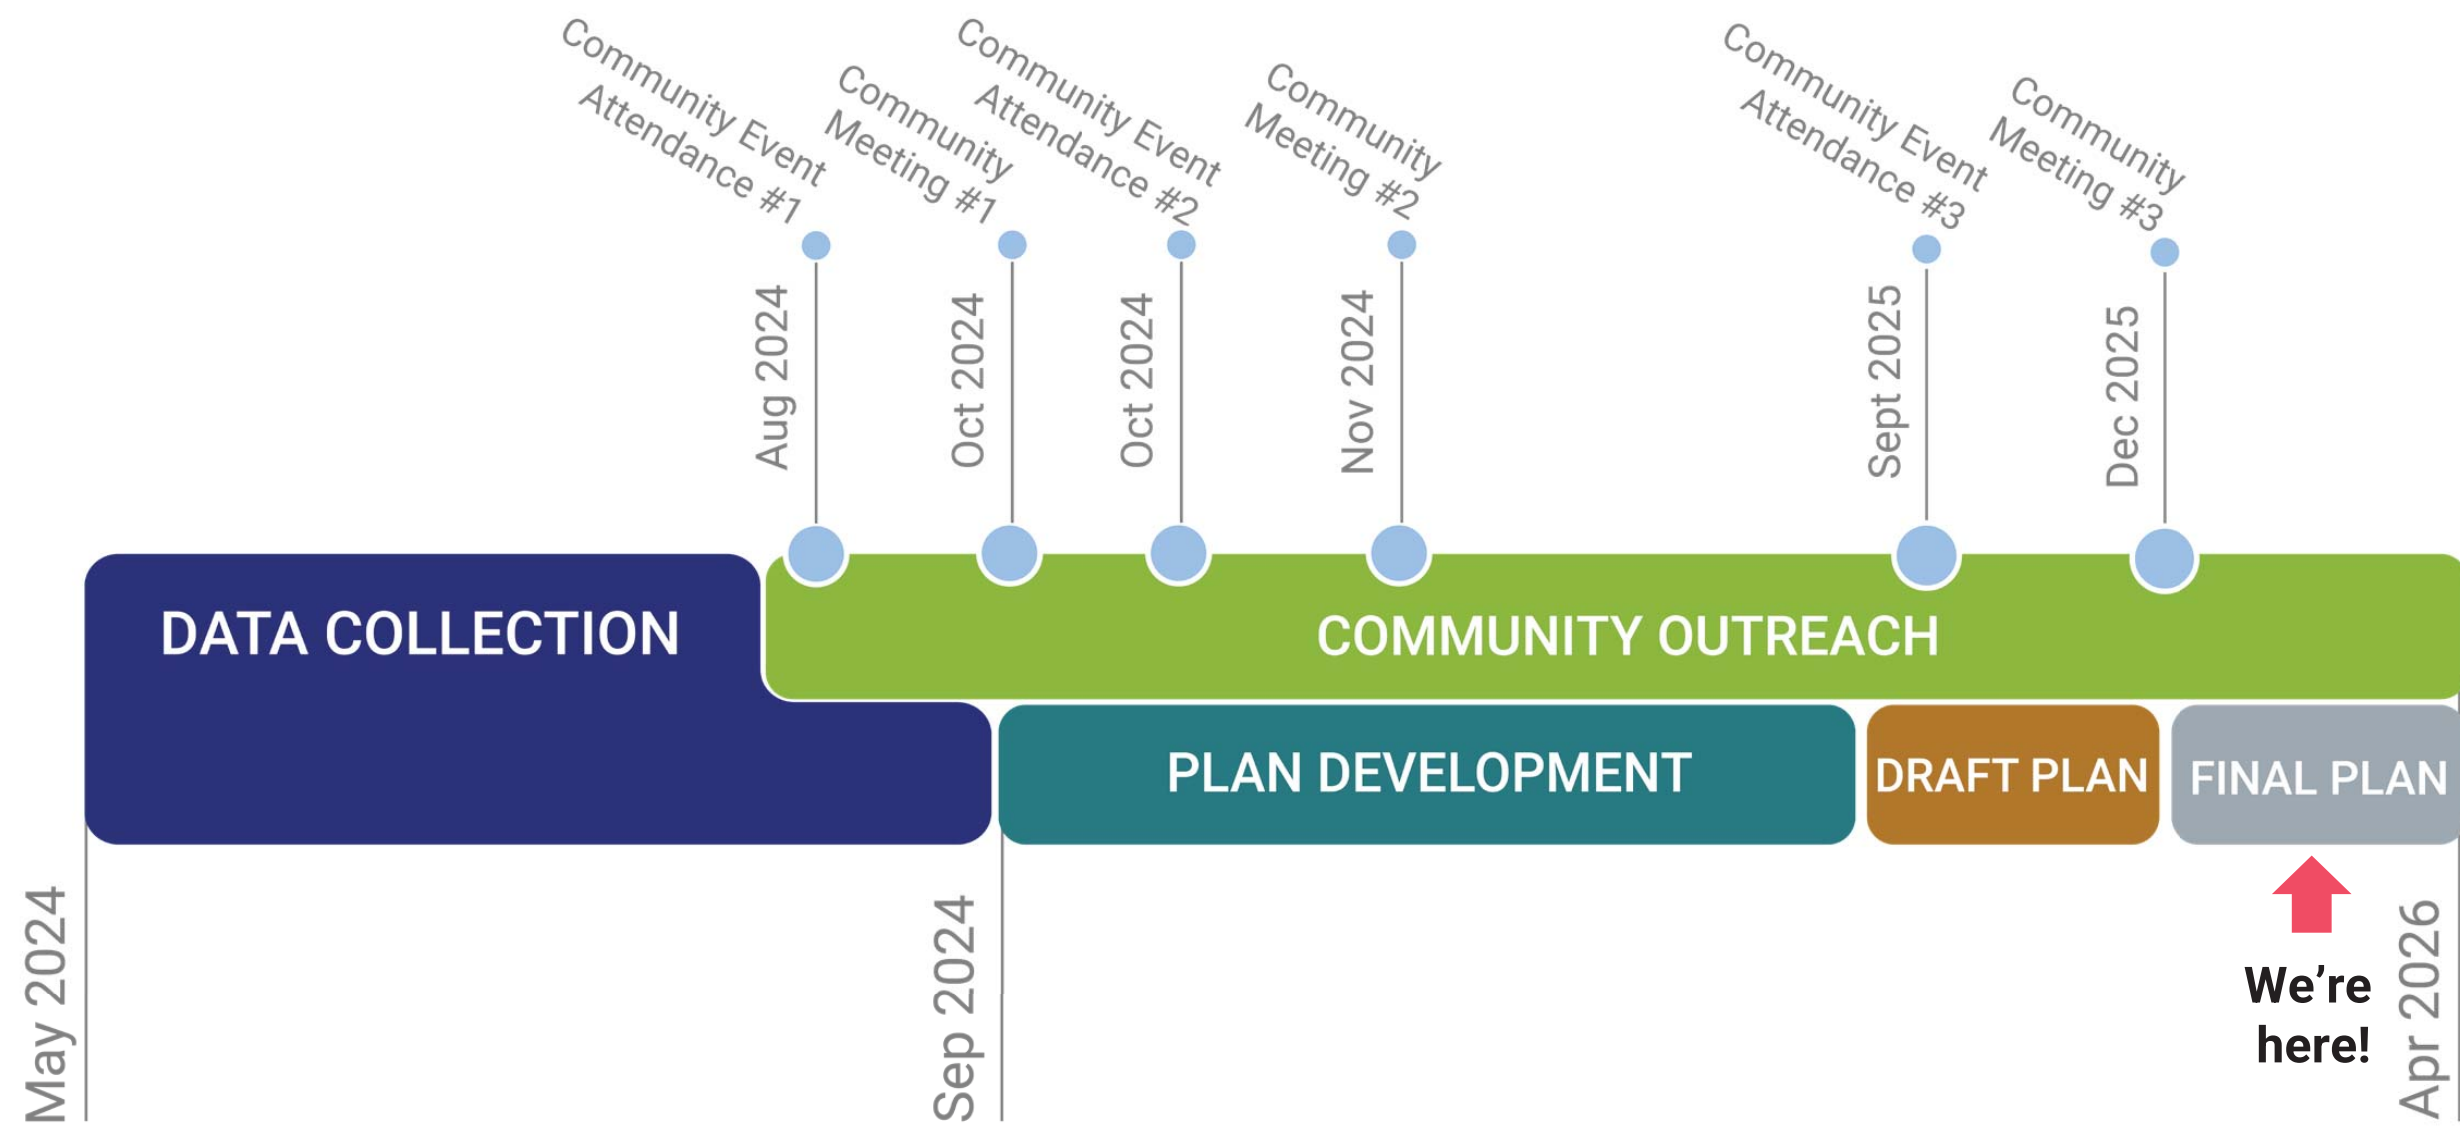 Community Event
Attendance #1
Community
Meeting #1
Community Event
Attendance #2
Community
Meeting #2
Community Event
Attendance #3
Community
Meeting #3
Aug 2024
Oct 2024
Oct 2024
Nov 2024
Sept 2025
Dec 2025
DATA COLLECTION
COMMUNITY OUTREACH
PLAN DEVELOPMENT
DRAFT PLAN
FINAL PLAN
May 2024
Sep 2024
We're
here!
Apr 2026